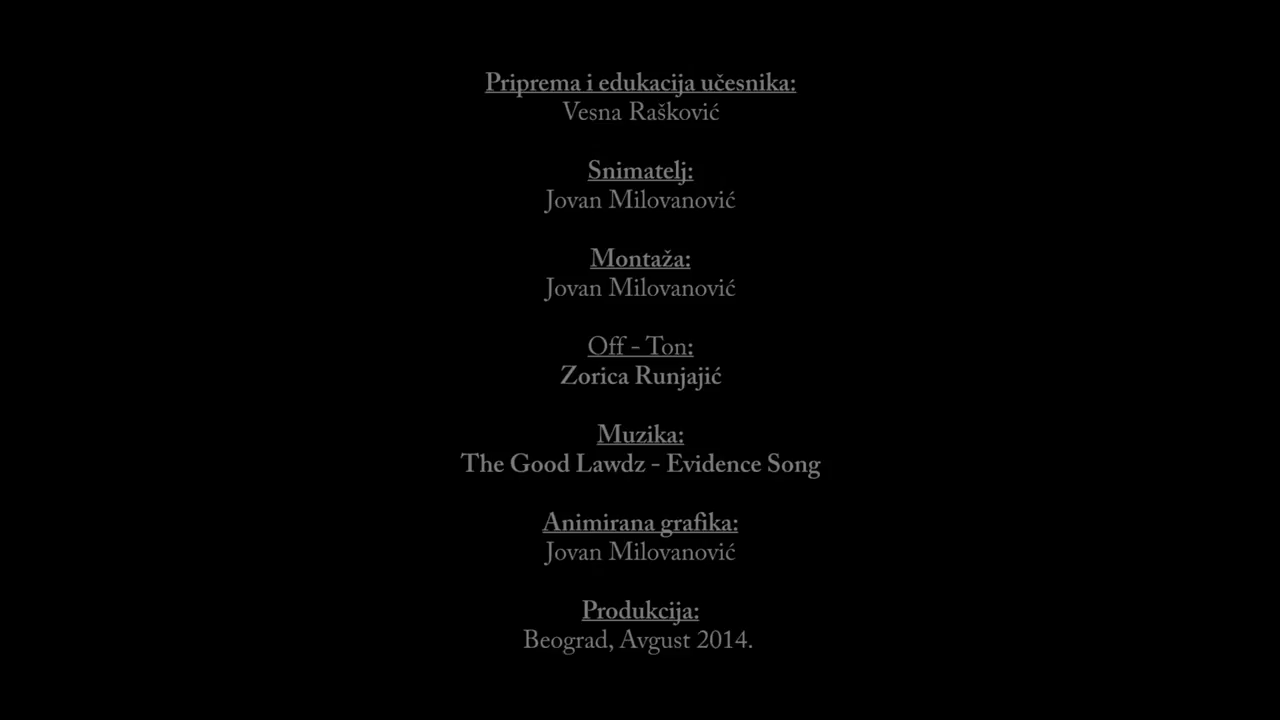 Priprema i edukacija učesnika:
Vesna Rašković
Snimatelj:
Jovan Milovanović
Montaža:
Jovan Milovanović
Off - Ton:
Zorica Runjajić
Muzika:
The Good Lawdz - Evidence Song
Animirana grafika:
Jovan Milovanović
Produkcija:
Beograd, Avgust 2014.